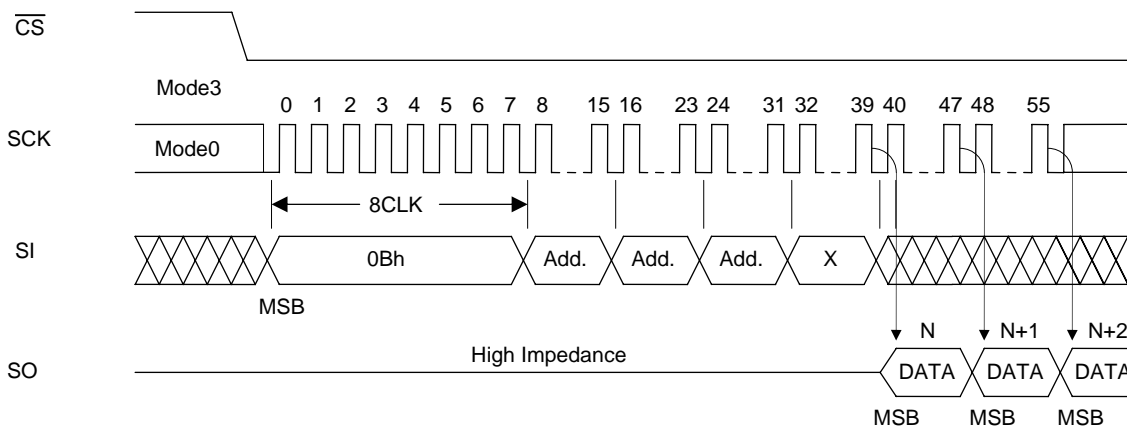 CS
Mode3
0 1 2 3 4 5 6 7 8 15 16 23 24 31 32 39 40 47 48 55
SCK
Mode0
8CLK
SI
0Bh Add. Add. Add. X
MSB
N N+1 N+2
High Impedance
SO
DATA DATA DATA
MSB MSB MSB